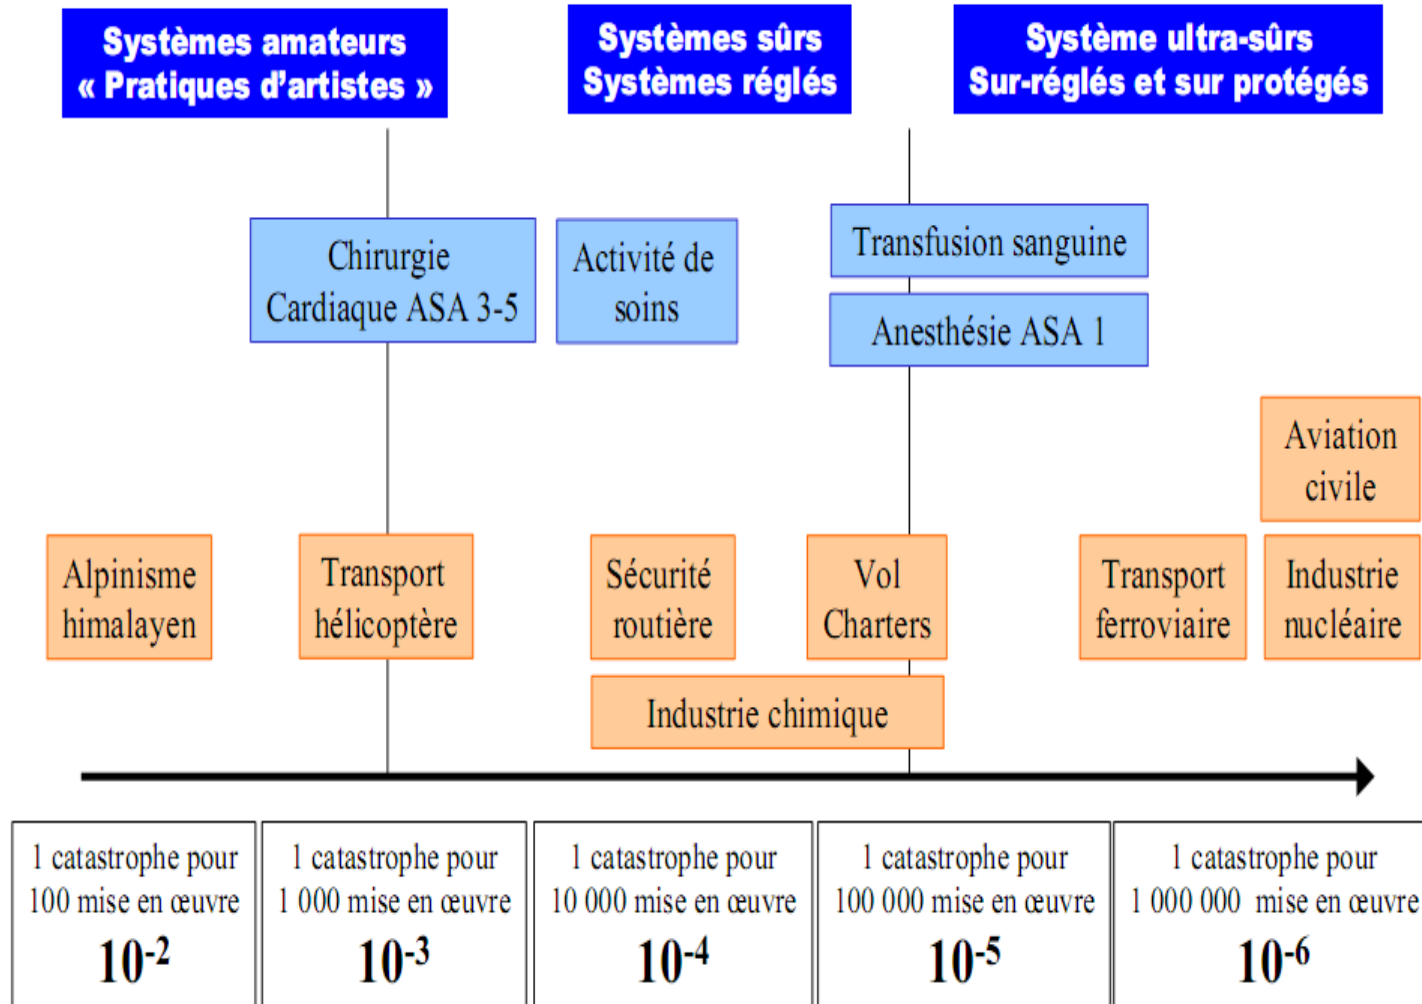 Systèmes amateurs
« Pratiques d'artistes »
Systèmes sûrs
Systèmes réglés
Système ultra-sûrs
Sur-réglés et sur protégés
Chirurgie
Cardiaque ASA 3-5
Activité de
soins
Transfusion sanguine
Anesthésie ASA 1
Aviation
civile
Alpinisme
himalayen
Transport
hélicoptère
Sécurité
routière
Vol
Charters
Transport
ferroviaire
Industrie
nucléaire
Industrie chimique
1 catastrophe pour
100 mise en œuvre
10-2
1 catastrophe pour
1 000 mise en œuvre
10-3
1 catastrophe pour
10 000 mise en œuvre
10-4
1 catastrophe pour
100 000 mise en œuvre
10-5
1 catastrophe pour
1 000 000 mise en œuvre
10-6